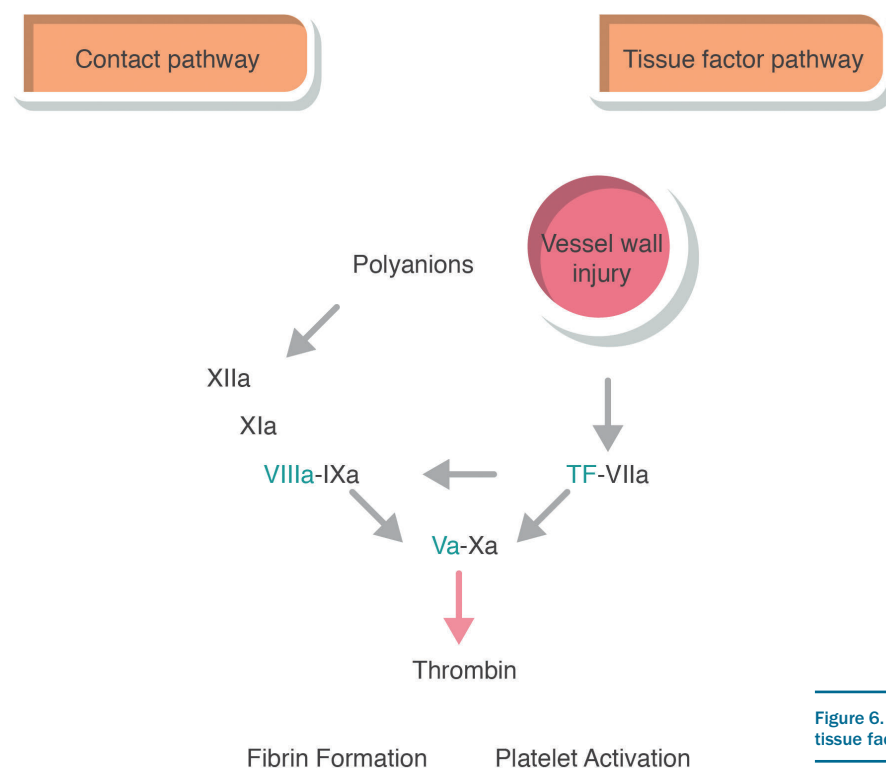 Contact pathway
Tissue factor pathway
Vessel wall
injury
Polyanions
XIIa
XIa
VIIIa-IXa
TF-VIIa
Va-Xa
Thrombin
Figure 6.
tissue
Fibrin Formation
Platelet Activation